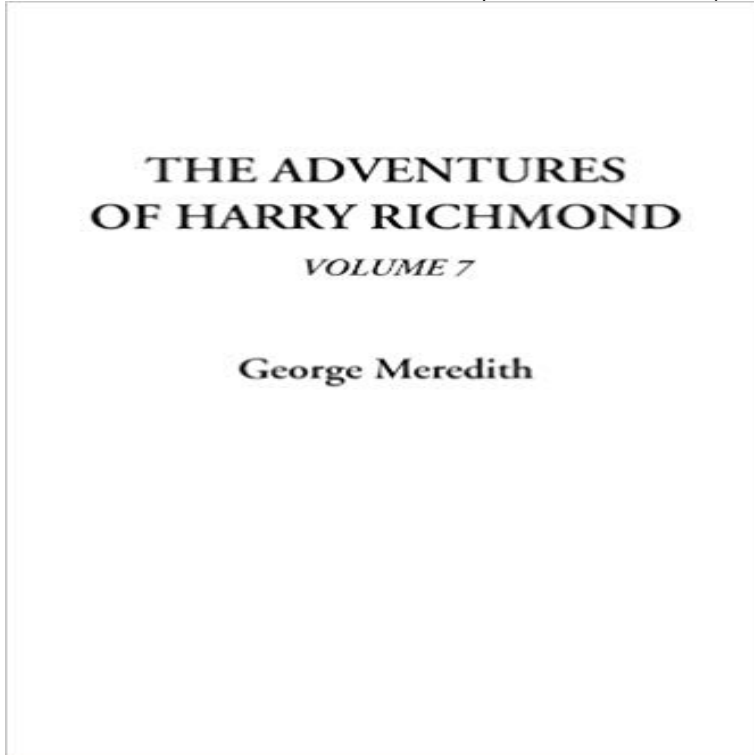 THE ADVENTURES
OF HARRY RICHMOND
VOLUME 7
George Meredith